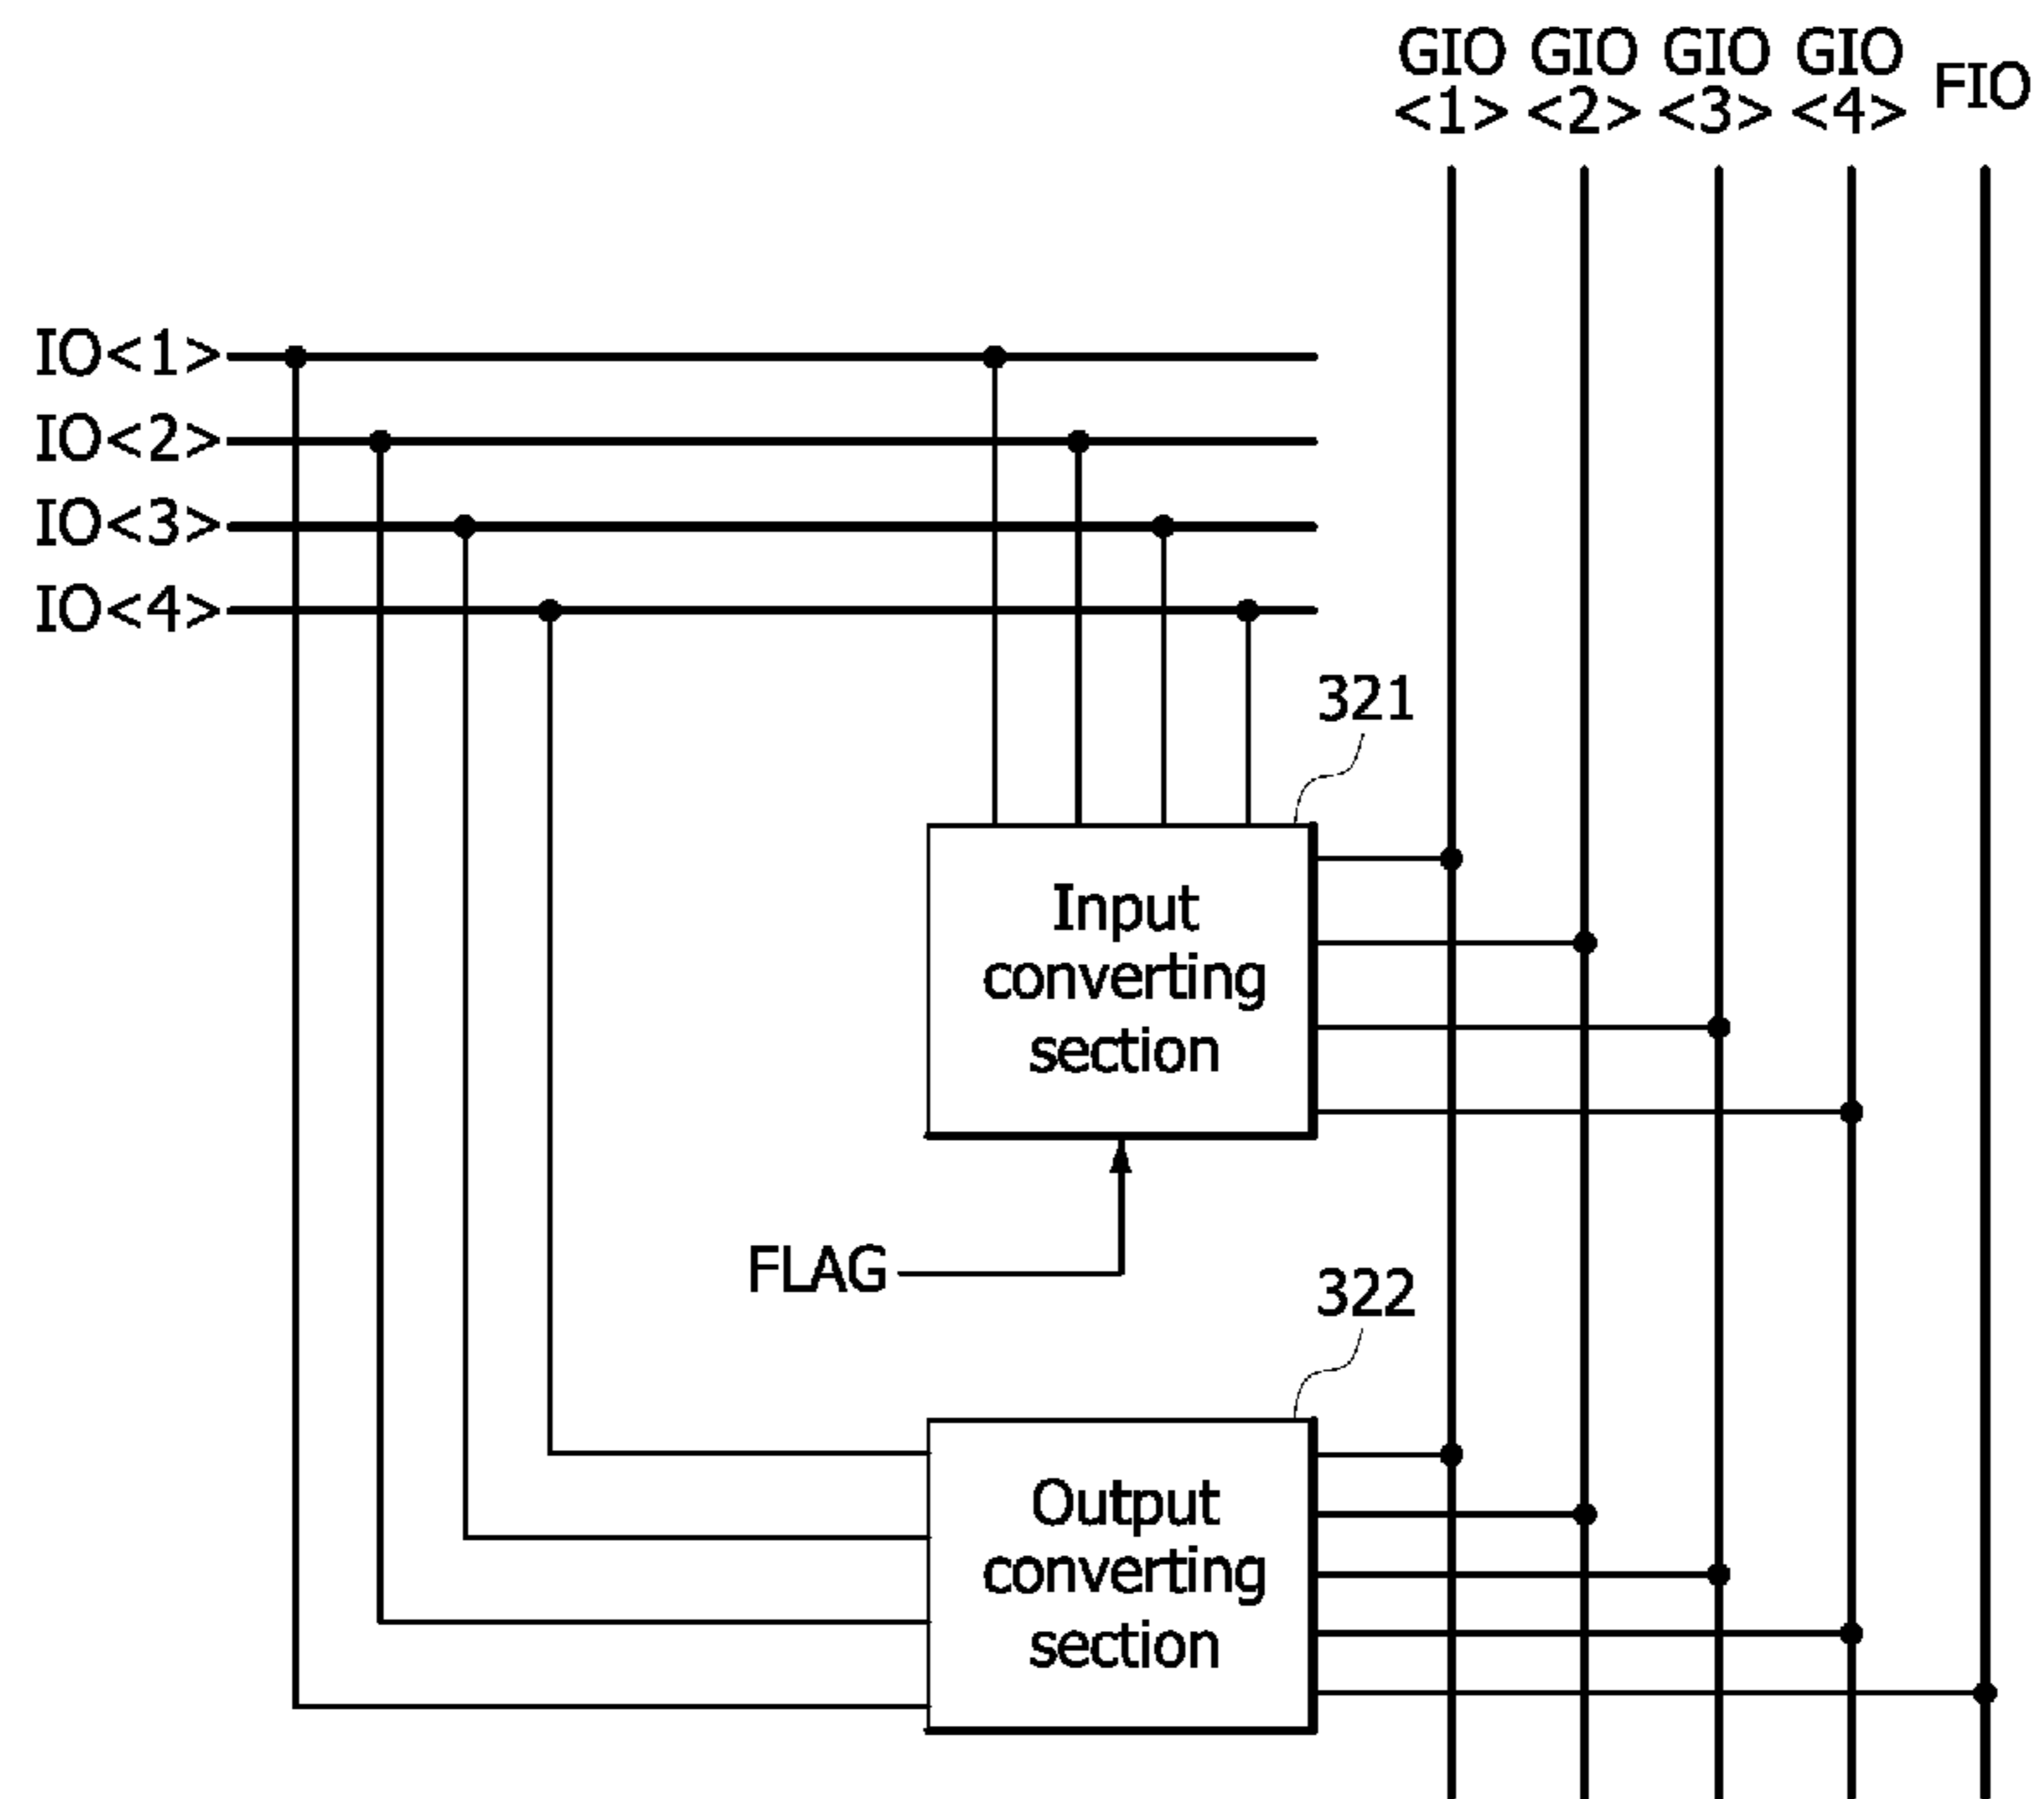 GIO GIO GIO GIO FIO
<1> <2> <3> <4>
IO<1>
IO<2>
IO<3>
IO<4>
321
Input
converting
section
FLAG
322
Output
converting
section